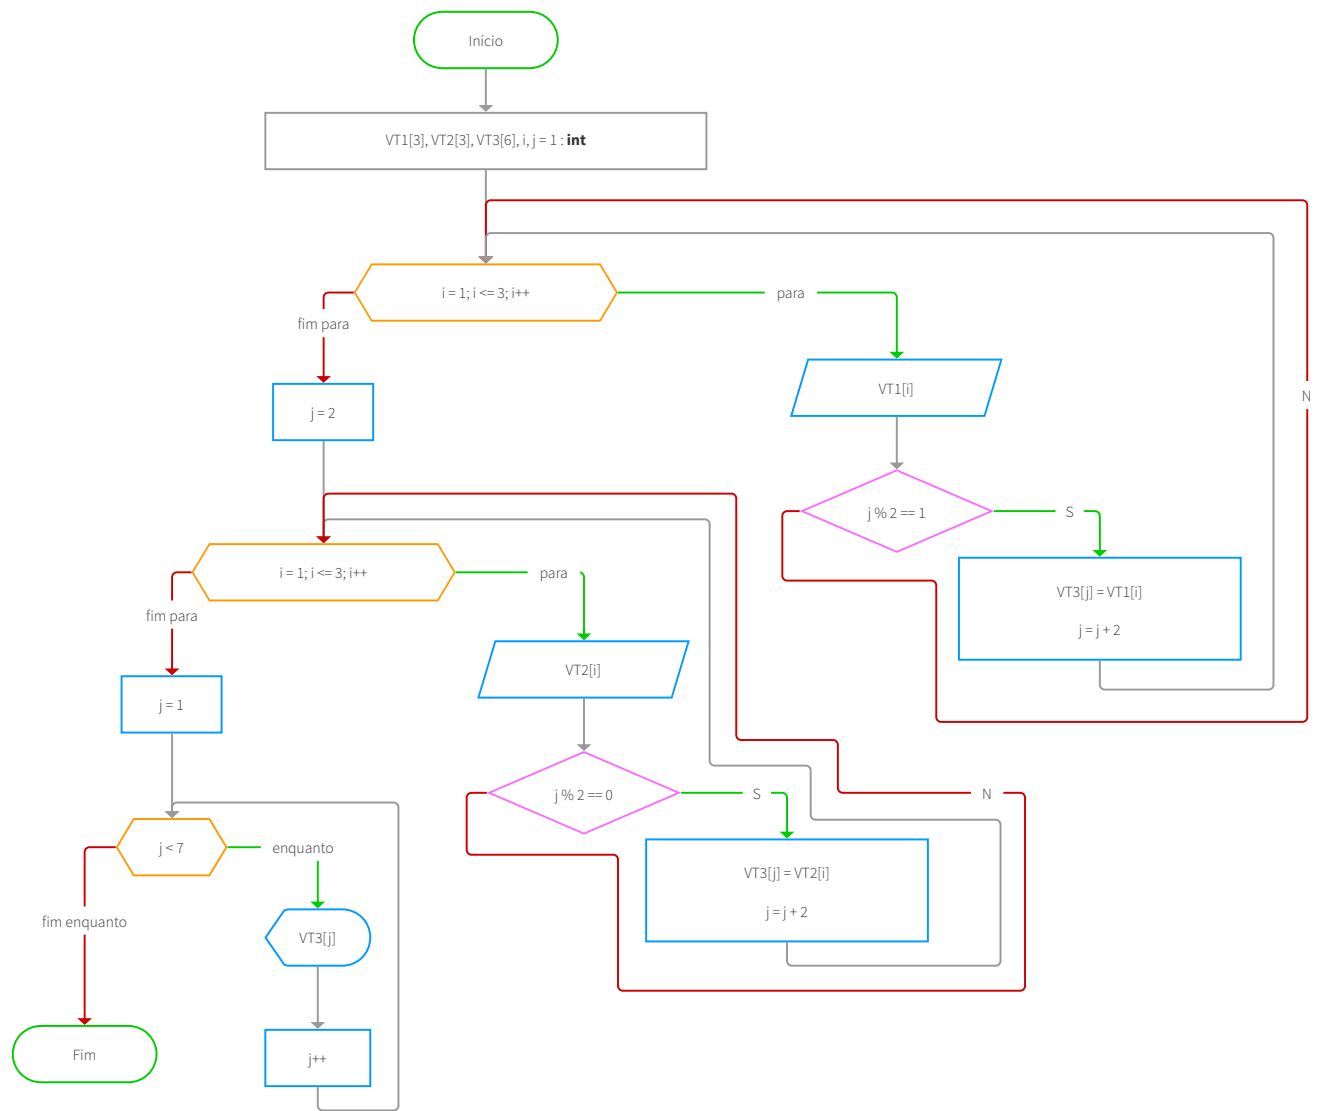 Início
VT1[3], VT2[3], VT3[6], i, j = 1 : int
i = 1; i <= 3; i++
para
fim para
VT1[i]
N
j = 2
j % 2 == 1
S
VT3[j] = VT1[i]
j = j + 2
i = 1; i <= 3; i++
para
fim para
VT2[i]
j = 1
j % 2 == 0
S
N
VT3[j] = VT2[i]
j = j + 2
j < 7
enquanto
fim enquanto
VT3[j]
j++
Fim